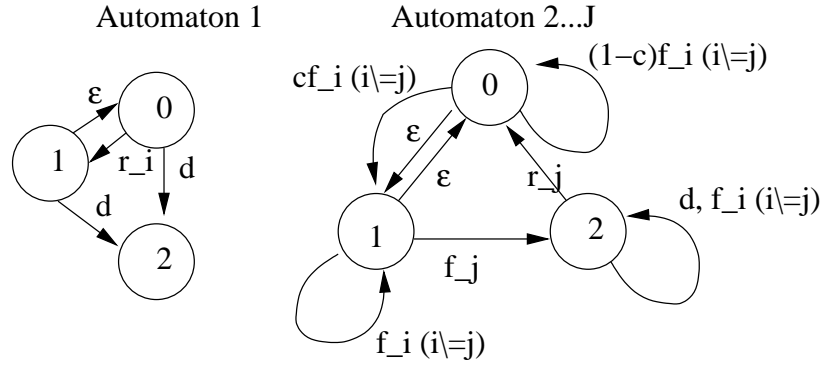 Automaton 1
Automaton 2...J
ε
0
1
r_i
d
d
2
cf_i (i\=j)
(1−c)f_i (i\=j)
0
ε
ε
r_j
d, f_i (i\=j)
1
2
f_j
f_i (i\=j)